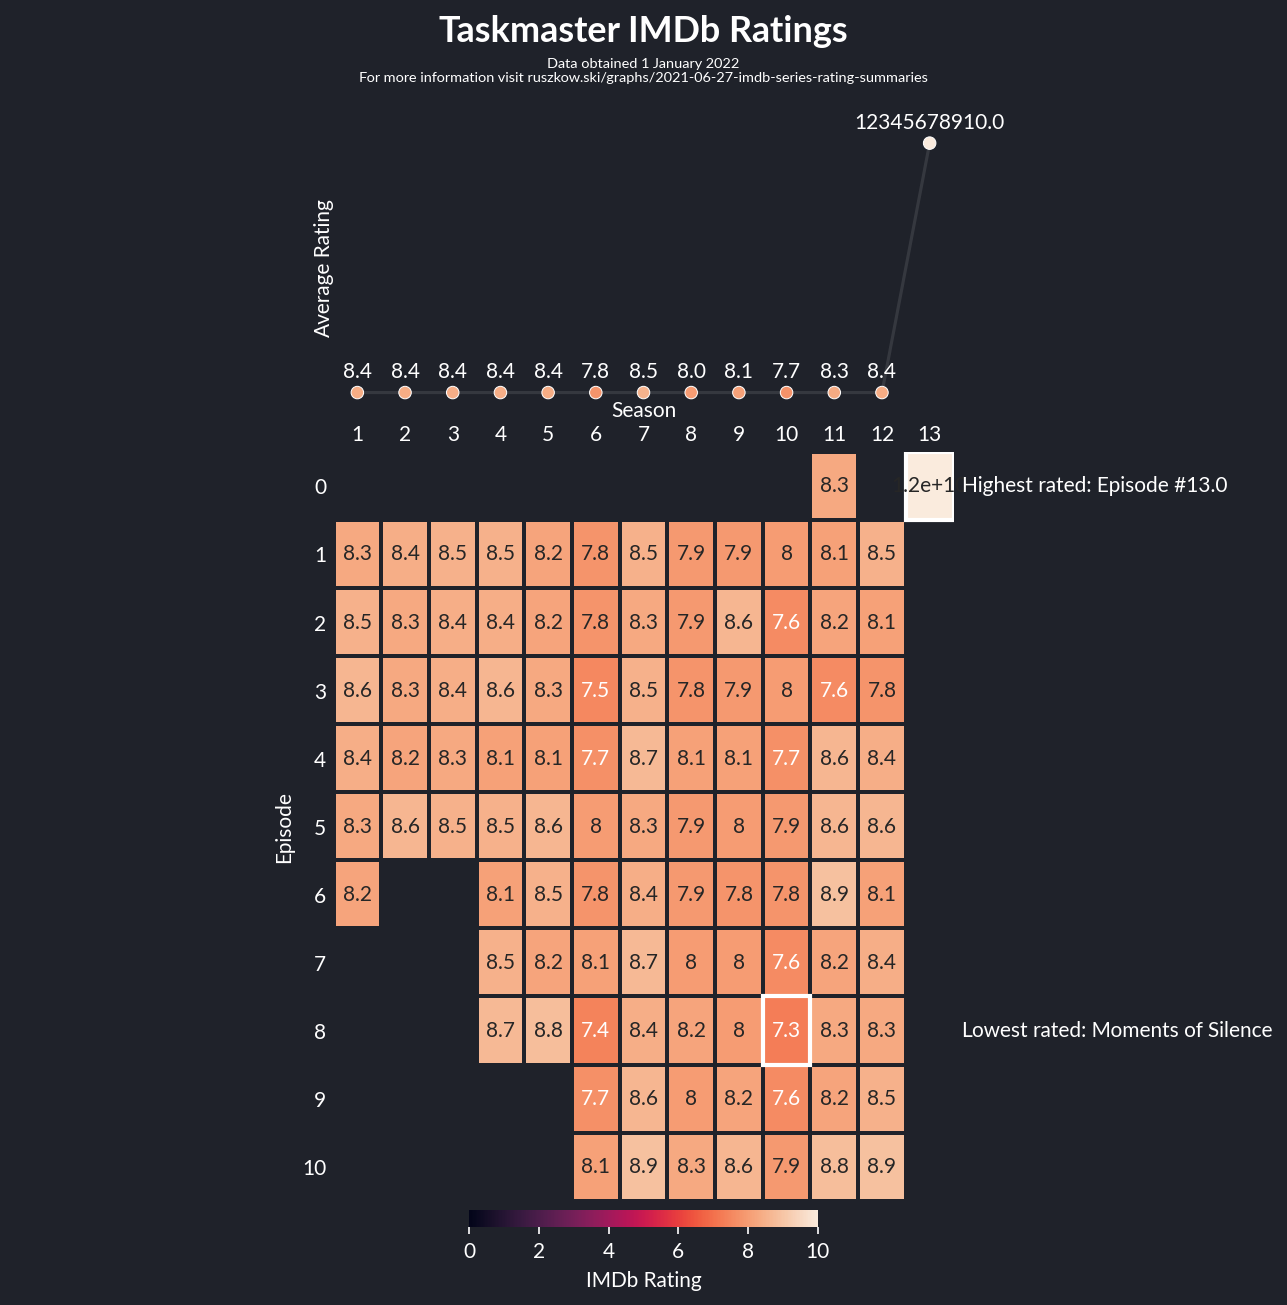 Taskmaster IMDb Ratings
Data obtained 1 January 2022
For more information visit ruszkow.ski/graphs/2021-06-27-imdb-series-rating-summaries
12345678910.0
Average Rating
8.4 8.4 8.4 8.4 8.4 7.8 8.5 8.0 8.1 7.7 8.3 8.4
Season
1 2 3 4 5 6 7 8 9 10 11 12 13
0 8.3 .2e+1 Highest rated: Episode #13.0
1 8.3 8.4 8.5 8.5 8.2 7.8 8.5 7.9 7.9 8 8.1 8.5
2 8.5 8.3 8.4 8.4 8.2 7.8 8.3 7.9 8.6 7.6 8.2 8.1
3 8.6 8.3 8.4 8.6 8.3 7.5 8.5 7.8 7.9 8 7.6 7.8
4 8.4 8.2 8.3 8.1 8.1 7.7 8.7 8.1 8.1 7.7 8.6 8.4
Episode
5 8.3 8.6 8.5 8.5 8.6 8 8.3 7.9 8 7.9 8.6 8.6
6 8.2 8.1 8.5 7.8 8.4 7.9 7.8 7.8 8.9 8.1
7 8.5 8.2 8.1 8.7 8 8 7.6 8.2 8.4
8 8.7 8.8 7.4 8.4 8.2 8 7.3 8.3 8.3 Lowest rated: Moments of Silence
9 7.7 8.6 8 8.2 7.6 8.2 8.5
10 8.1 8.9 8.3 8.6 7.9 8.8 8.9
0 2 4 6 8 10
IMDb Rating